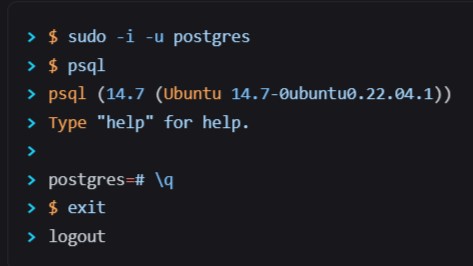 > $ sudo -i -u postgres
> $ psql
> psql (14.7 (Ubuntu 14.7-0ubuntu0.22.04.1))
> Type "help" for help.
>
> postgres=# \q
> $ exit
> logout